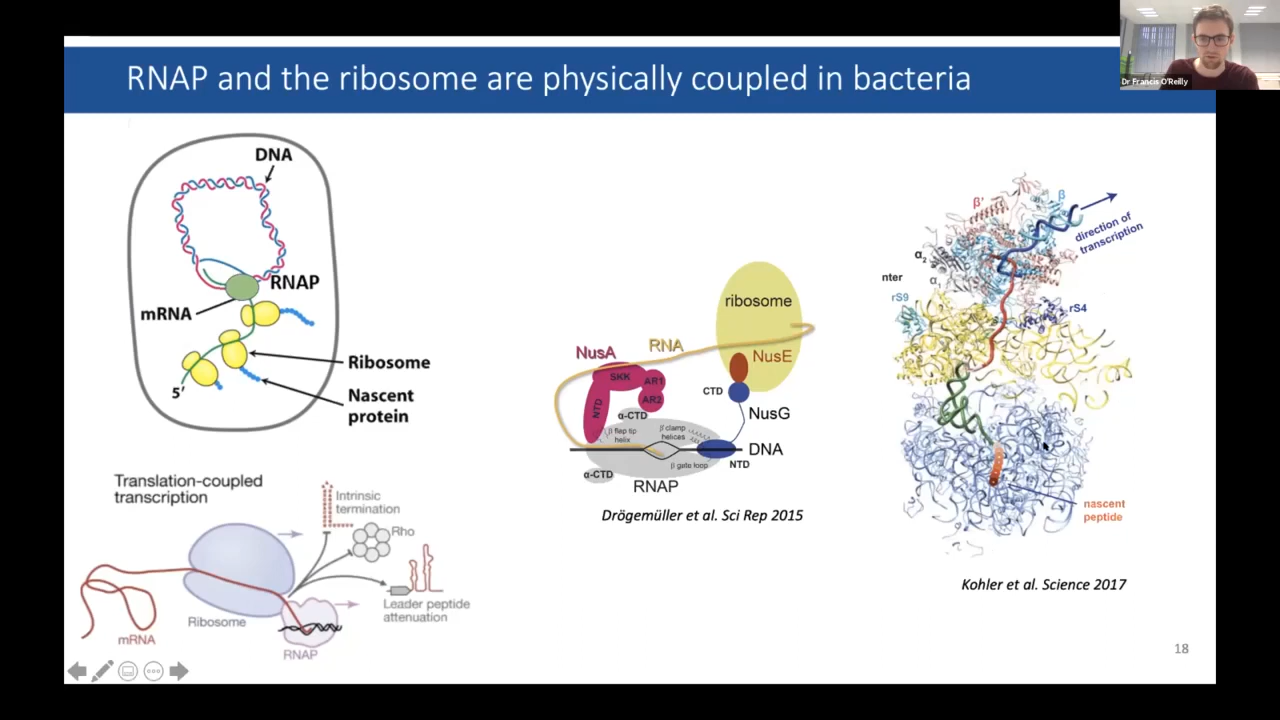 Dr Francis O'Reilly
RNAP and the ribosome are physically coupled in bacteria
DNA
RNAP
mRNA
Ribosome
5'
Nascent
protein
Translation-coupled
transcription
Intrinsic
termination
Rho
Leader peptide
attenuation
Ribosome
mRNA
RNAP
ribosome
RNA
NusA
NusE
SKK
AR1
AR2
NTD
CTD
α-CTD
NusG
β flap tip
helix
β' clamp
helices
DNA
β gate loop
NTD
α-CTD
RNAP
Drögemüller et al. Sci Rep 2015
β'
β
direction of
transcription
α2
α
nter
rS9
rS4
nascent
peptide
Kohler et al. Science 2017
18